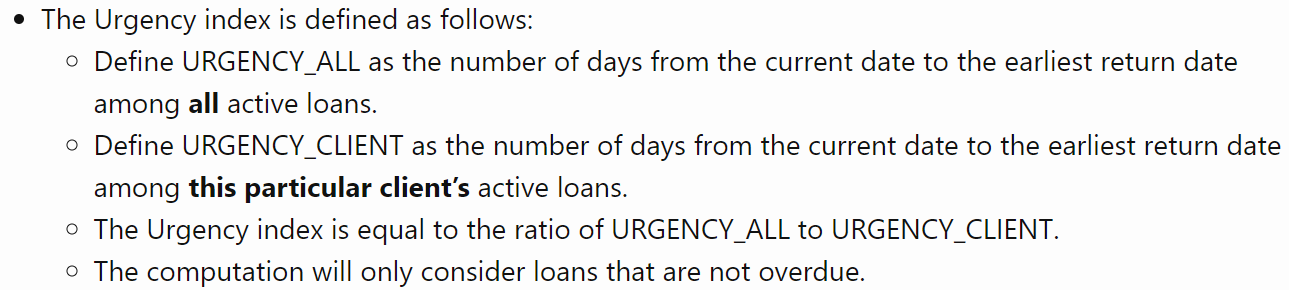 • The Urgency index is defined as follows:
◦ Define URGENCY_ALL as the number of days from the current date to the earliest return date
among all active loans.
◦ Define URGENCY_CLIENT as the number of days from the current date to the earliest return date
among this particular client’s active loans.
◦ The Urgency index is equal to the ratio of URGENCY_ALL to URGENCY_CLIENT.
◦ The computation will only consider loans that are not overdue.